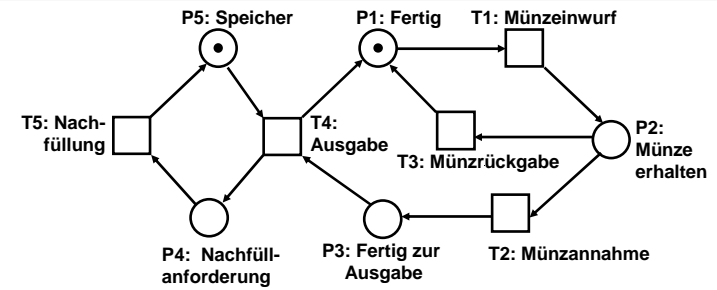 P5: Speicher
P1: Fertig
T1: Münzeinwurf
T5: Nach-
füllung
T4:
Ausgabe
T3: Münzrückgabe
P2:
Münze
erhalten
P4: Nachfüll-
anforderung
P3: Fertig zur
Ausgabe
T2: Münzannahme